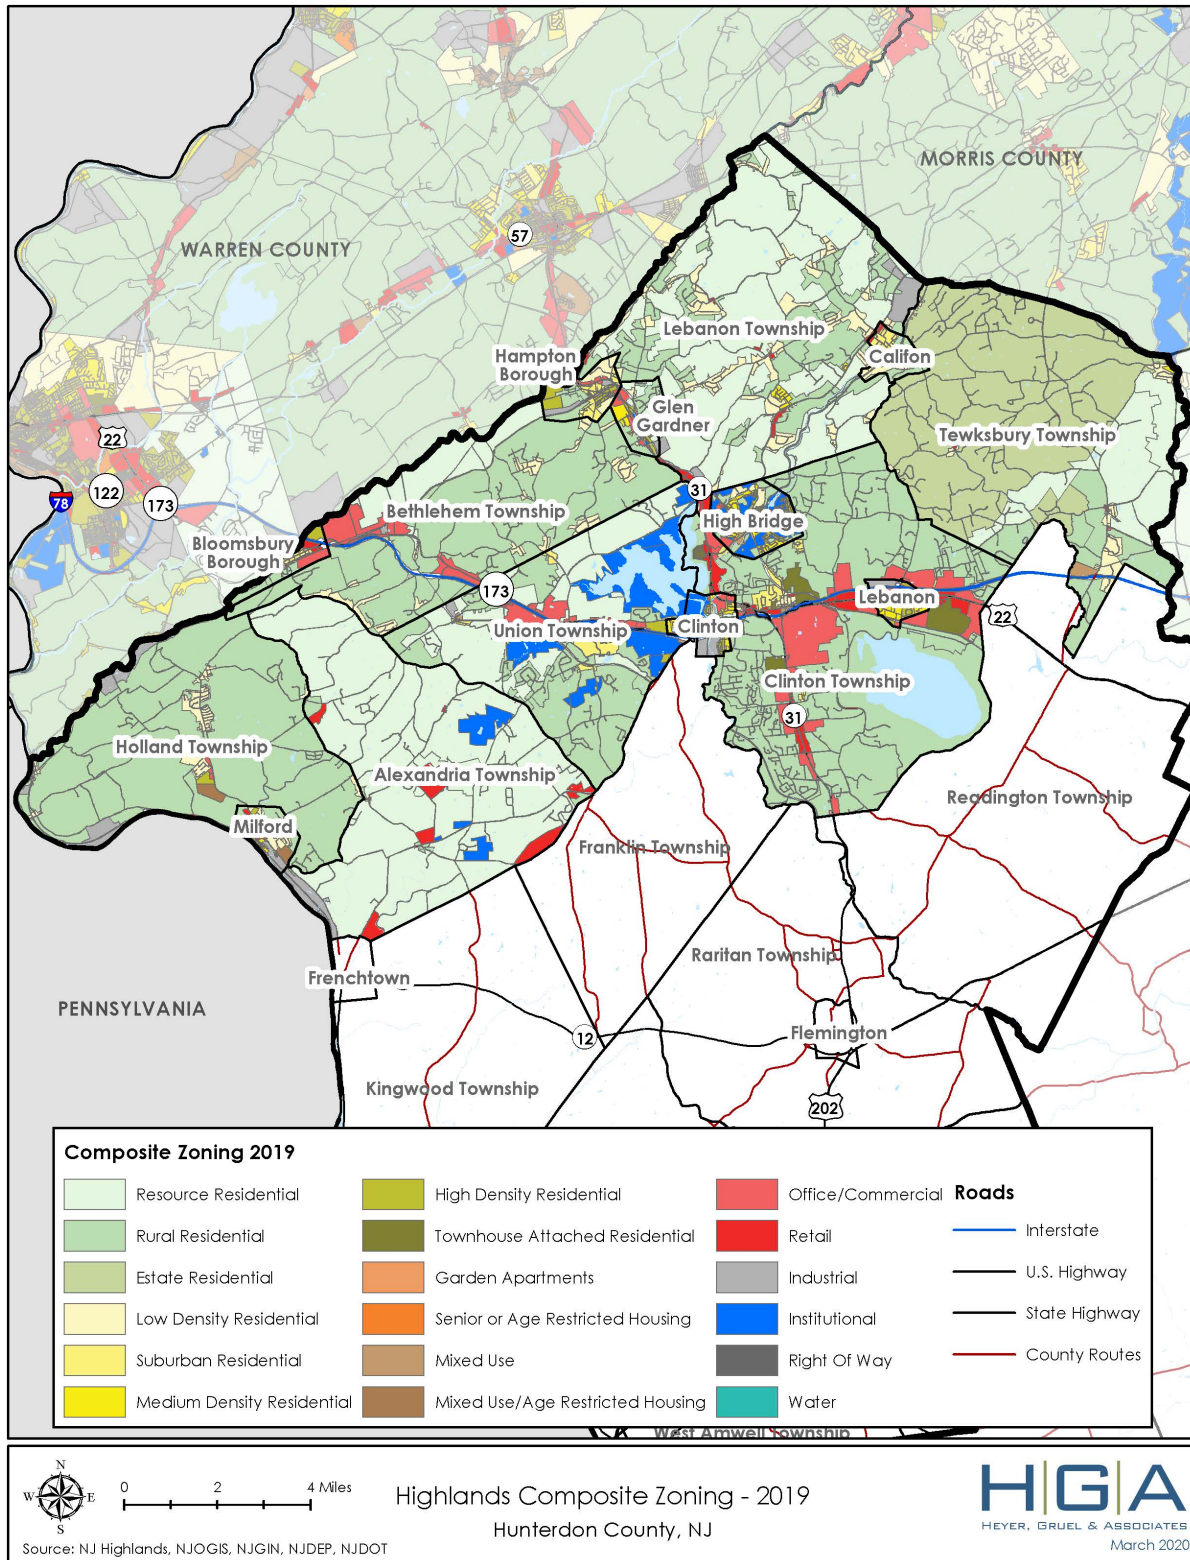 MORRIS COUNTY
WARREN COUNTY
57
Lebanon Township
Hampton
Borough
Califon
Glen
Gardner
22
Tewksbury Township
122
173
78
31
Bethlehem Township
High Bridge
Bloomsbury
Borough
173
Lebanon
22
Union Township
Clinton
Clinton Township
31
Holland Township
Alexandria Township
Readington Township
Milford
Franklin Township
Raritan Township
Frenchtown
PENNSYLVANIA
12
Flemington
Kingwood Township
202
Composite Zoning 2019
Resource Residential
Rural Residential
Estate Residential
Low Density Residential
Suburban Residential
Medium Density Residential
High Density Residential
Townhouse Attached Residential
Garden Apartments
Senior or Age Restricted Housing
Mixed Use
Mixed Use/Age Restricted Housing
Office/Commercial
Retail
Industrial
Institutional
Right Of Way
Water
Roads
Interstate
U.S. Highway
State Highway
County Routes
West Amwell Township
N
W E
S
0 2 4 Miles
Source: NJ Highlands, NJOGIS, NJGIN, NJDEP, NJDOT
Highlands Composite Zoning - 2019
Hunterdon County, NJ
H|G|A
HEYER, GRUEL & ASSOCIATES
March 2020